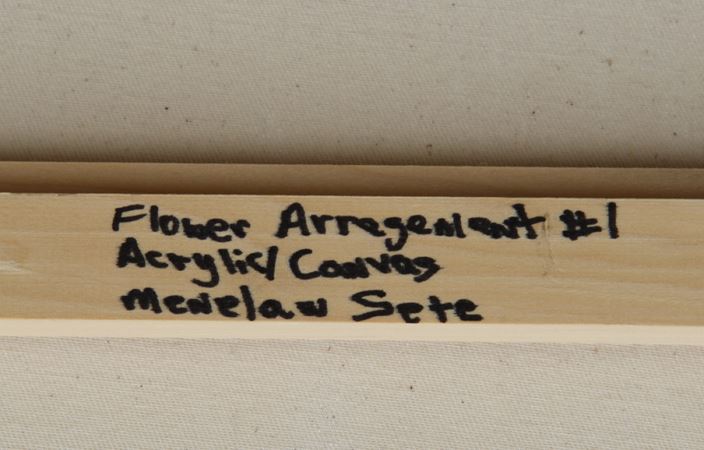 Flower Arragement #1
Acrylic/Canvas
Menelaw Sete